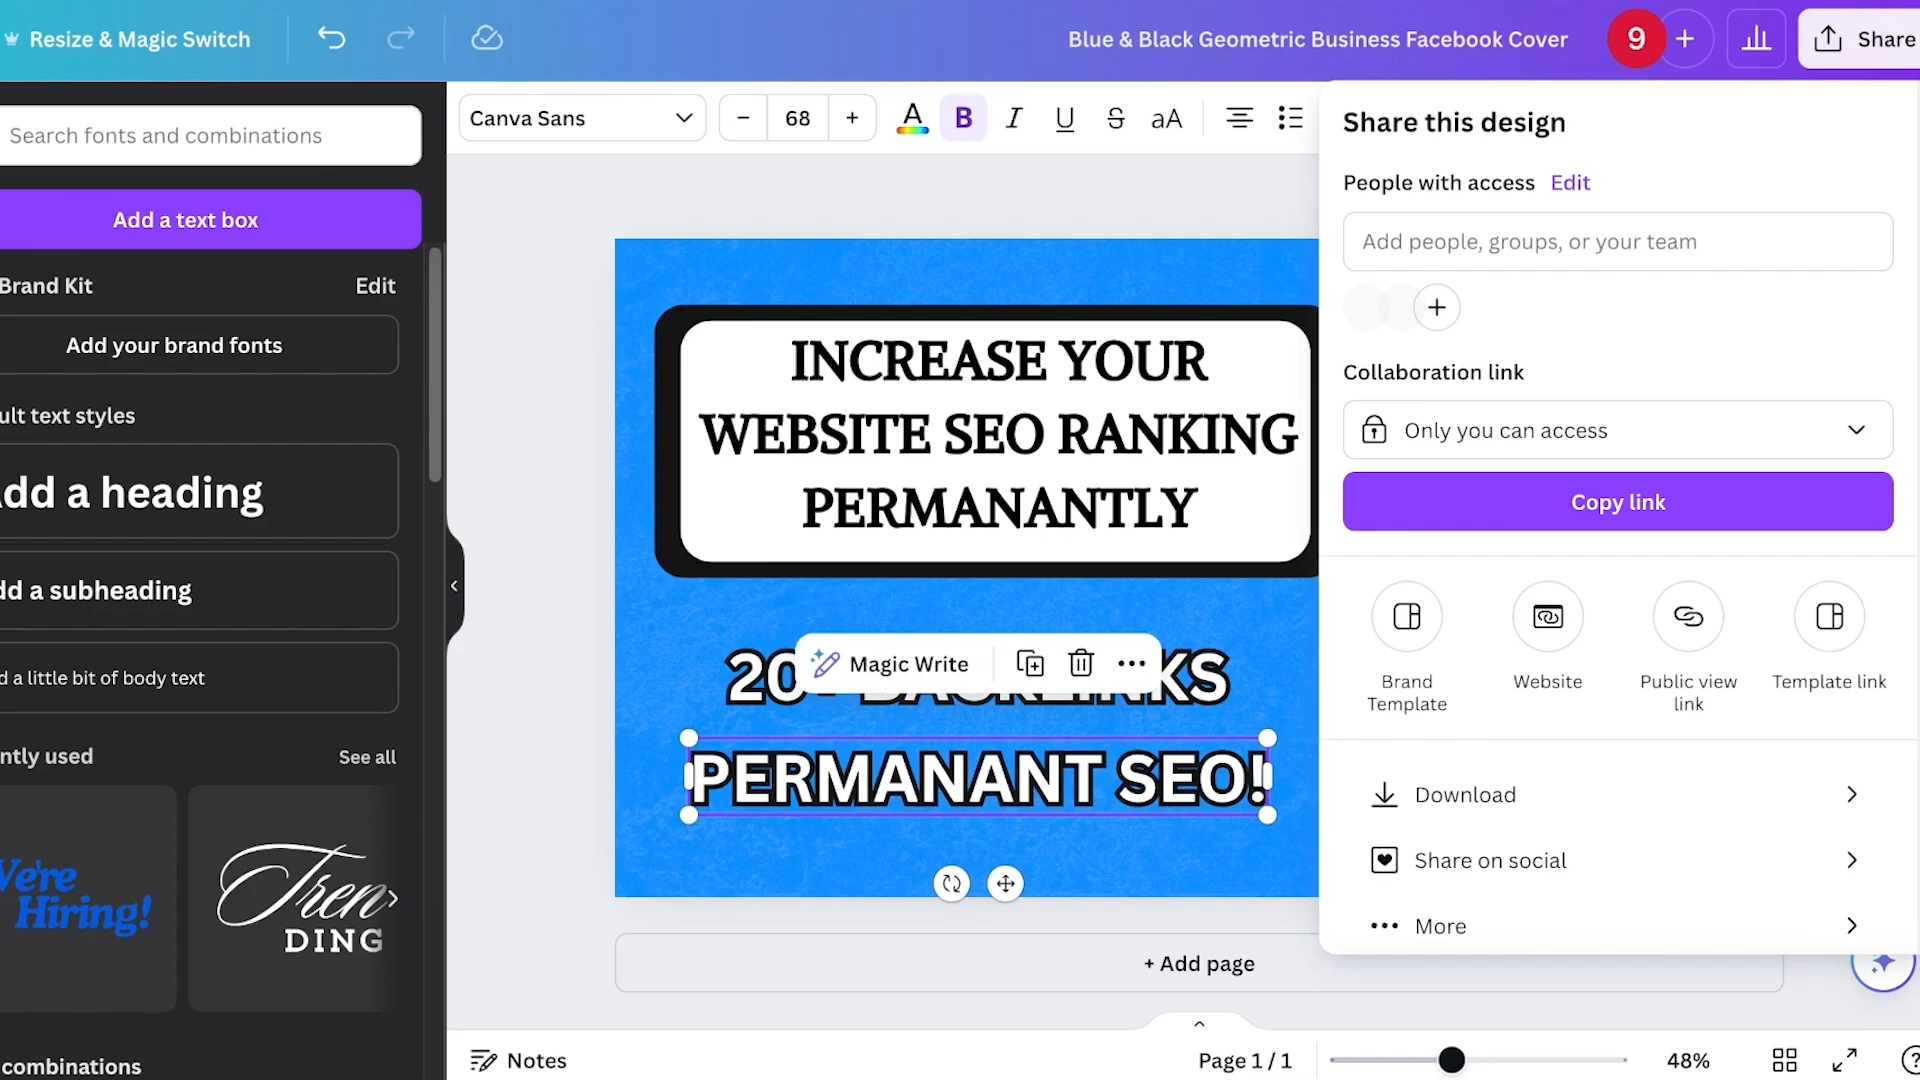 Resize & Magic Switch
Blue & Black Geometric Business Facebook Cover
9
Share
Search fonts and combinations
Add a text box
Brand Kit
Edit
Add your brand fonts
ult text styles
dd a heading
dd a subheading
d a little bit of body text
ntly used
See all
We're
Hiring!
Tren
DING
combinations
Canva Sans
68
B
I
U
S
aA
INCREASE YOUR
WEBSITE SEO RANKING
PERMANANTLY
Magic Write
PERMANANT SEO!
+ Add page
Notes
Page 1 / 1
48%
Share this design
People with access
Edit
Add people, groups, or your team
Collaboration link
Only you can access
Copy link
Brand
Template
Website
Public view
link
Template link
Download
Share on social
More